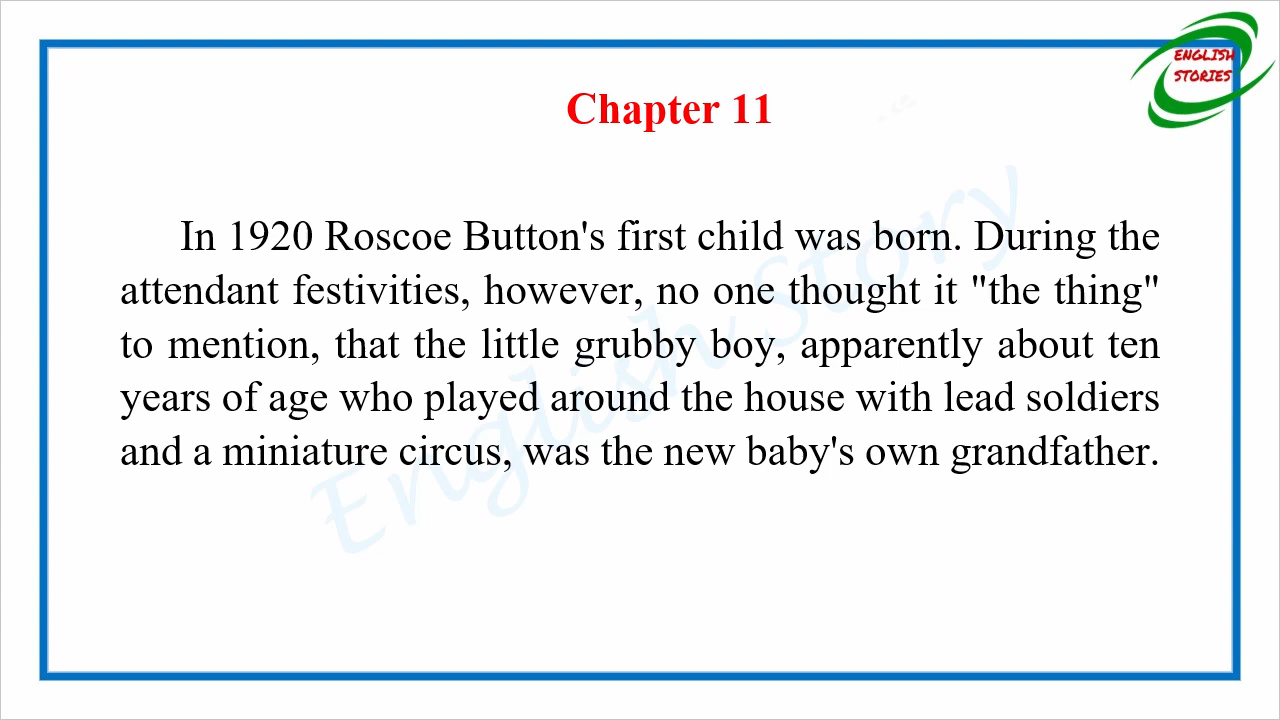 ENGLISH
STORIES
Chapter 11
In 1920 Roscoe Button's first child was born. During the
attendant festivities, however, no one thought it "the thing"
to mention, that the little grubby boy, apparently about ten
years of age who played around the house with lead soldiers
and a miniature circus, was the new baby's own grandfather.
English Story